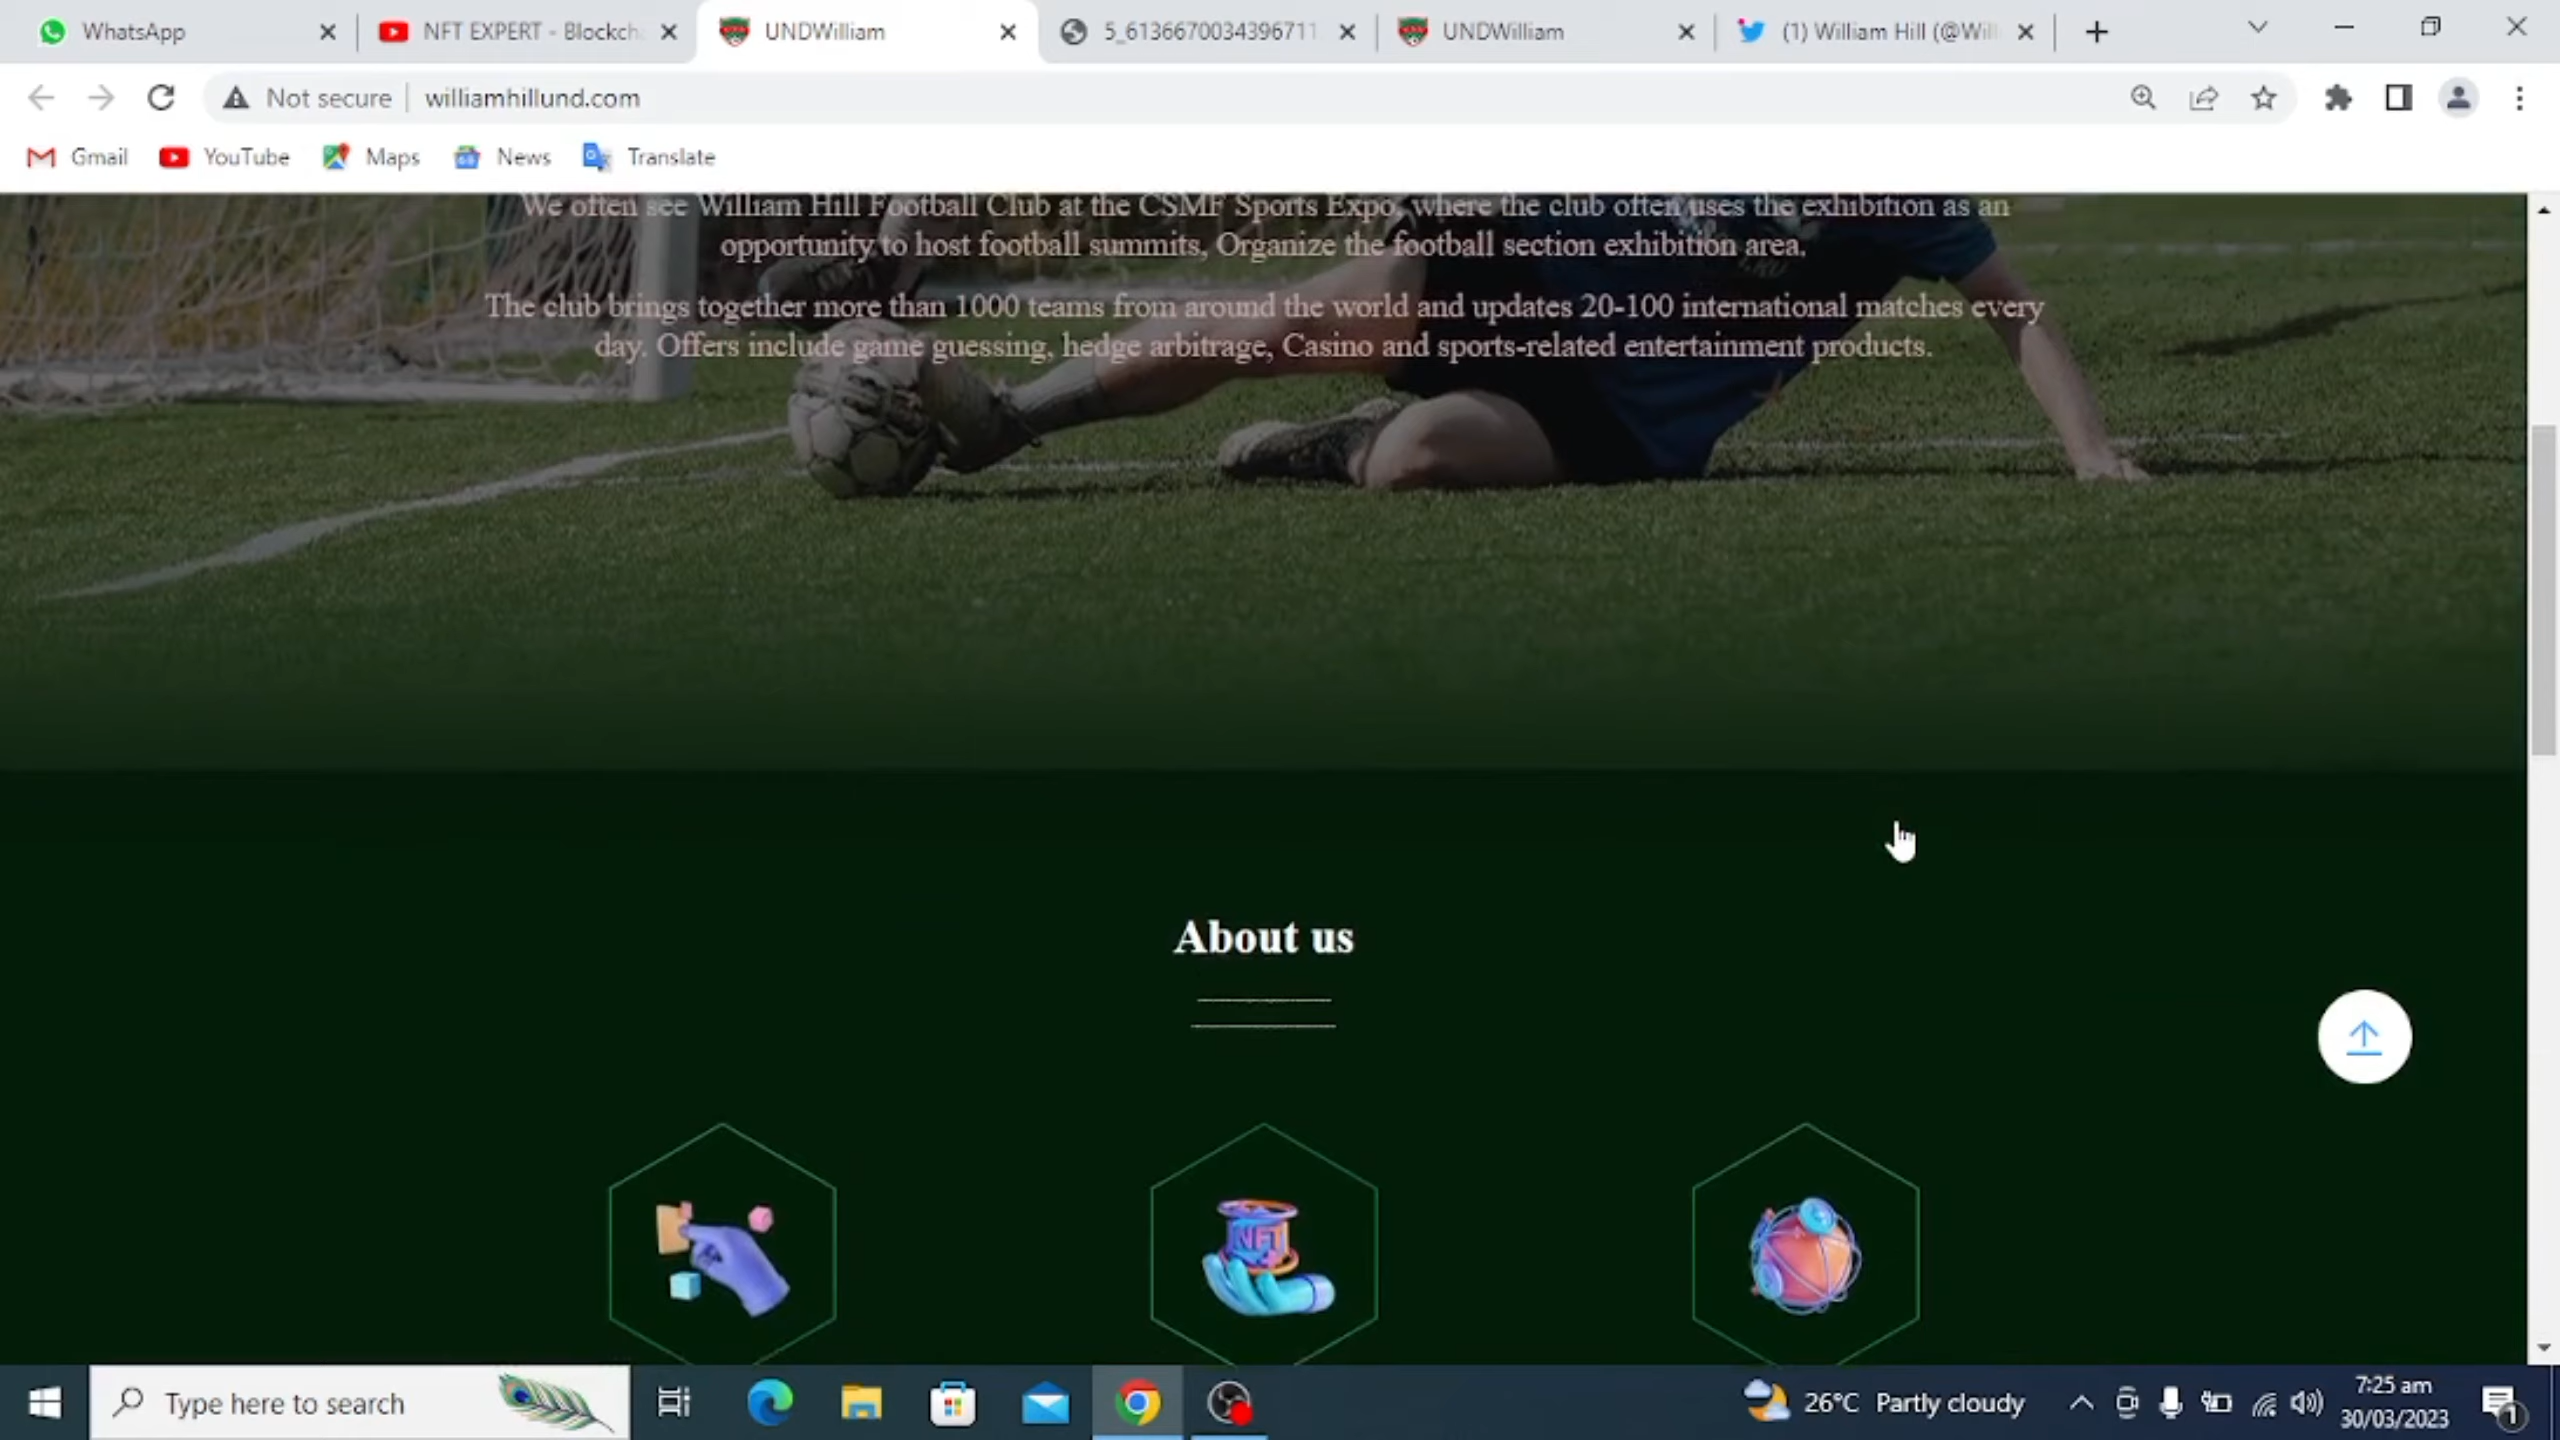 WhatsApp
NFT EXPERT - Blockch
UNDWilliam
5_6136670034396711
UNDWilliam
(1) William Hill (@Will
Not secure
williamhillund.com
Gmail
YouTube
Maps
News
Translate
We often see William Hill Football Club at the CSMF Sports Expo, where the club often uses the exhibition as an
opportunity to host football summits, Organize the football section exhibition area.
The club brings together more than 1000 teams from around the world and updates 20-100 international matches every
day. Offers include game guessing, hedge arbitrage, Casino and sports-related entertainment products.
About us
NFT
Type here to search
26°C Partly cloudy
7:25 am
30/03/2023
1